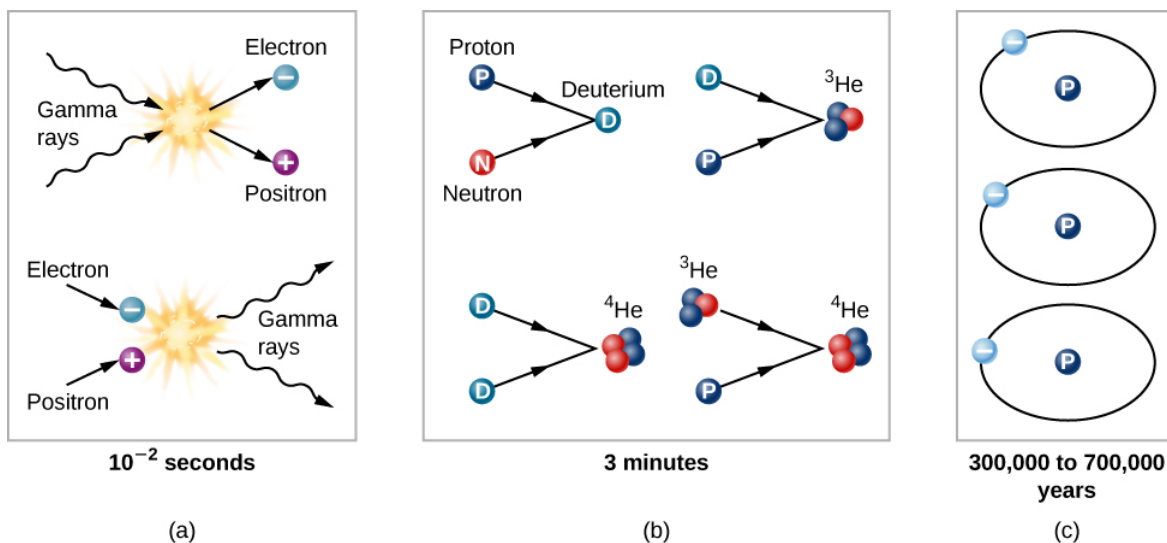 Electron
−
Gamma
rays
+
Positron
Electron
−
Gamma
rays
+
Positron
10⁻² seconds
(a)
Proton
P
Deuterium
D
N
Neutron
D
³He
P
D
⁴He
D
³He
⁴He
P
3 minutes
(b)
−
P
−
P
−
P
300,000 to 700,000
years
(c)